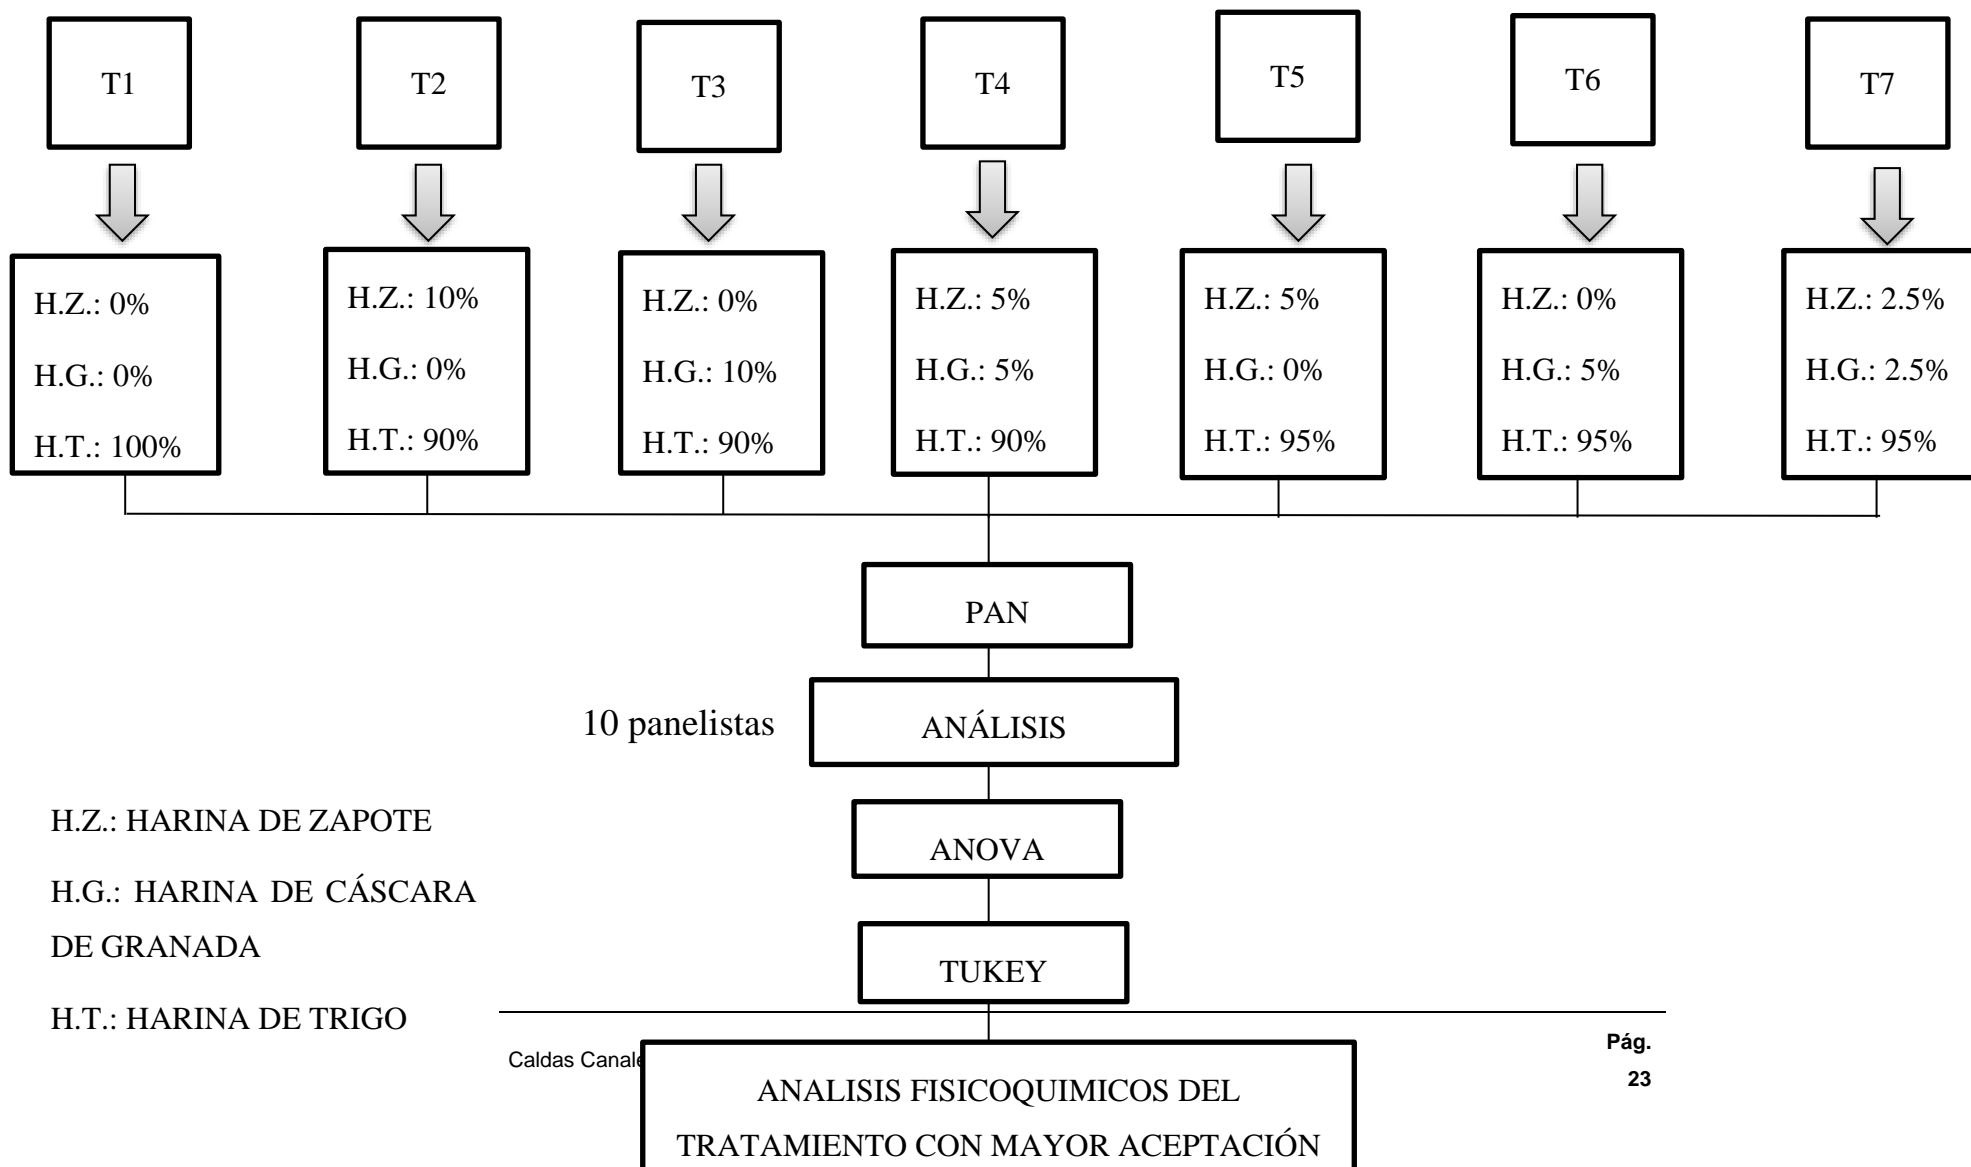 T1
T2
T3
T4
T5
T6
T7
H.Z.: 0%
H.G.: 0%
H.T.: 100%
H.Z.: 10%
H.G.: 0%
H.T.: 90%
H.Z.: 0%
H.G.: 10%
H.T.: 90%
H.Z.: 5%
H.G.: 5%
H.T.: 90%
H.Z.: 5%
H.G.: 0%
H.T.: 95%
H.Z.: 0%
H.G.: 5%
H.T.: 95%
H.Z.: 2.5%
H.G.: 2.5%
H.T.: 95%
PAN
10 panelistas
ANÁLISIS
ANOVA
TUKEY
H.Z.: HARINA DE ZAPOTE
H.G.: HARINA DE CÁSCARA
DE GRANADA
H.T.: HARINA DE TRIGO
Caldas
Pág.
23
ANALISIS FISICOQUIMICOS DEL
TRATAMIENTO CON MAYOR ACEPTACIÓN